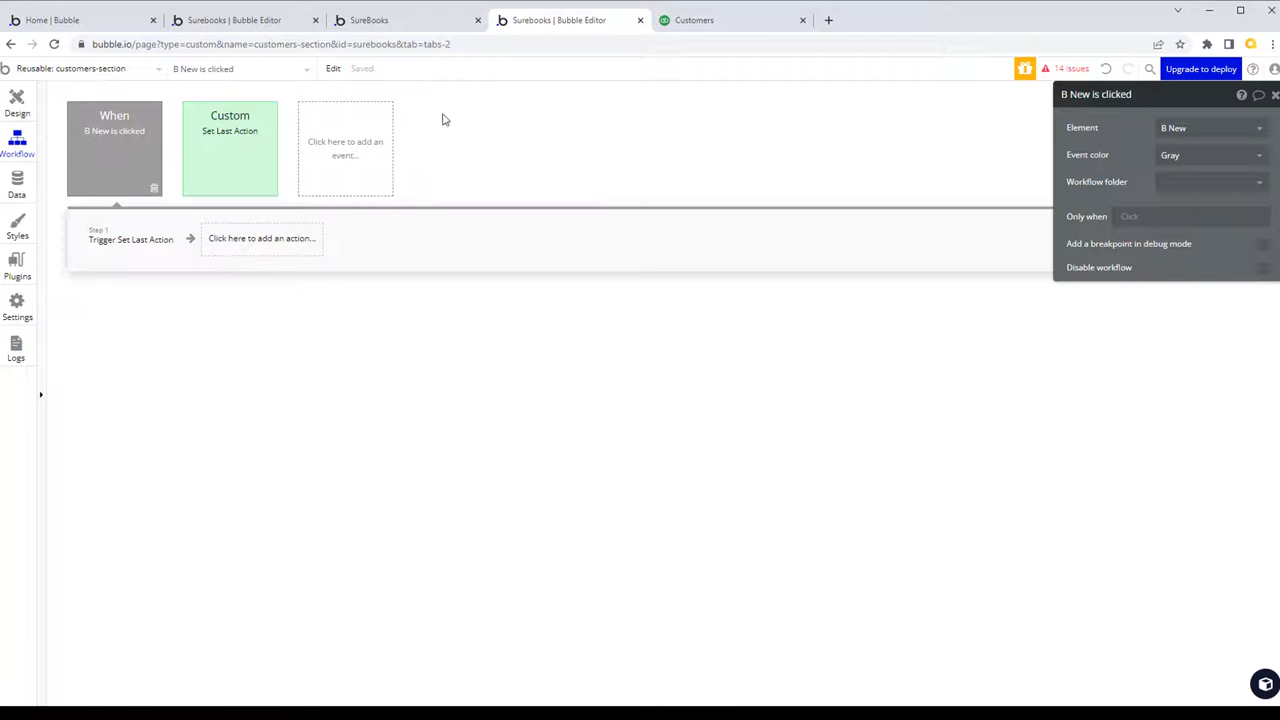 Home | Bubble
Surebooks | Bubble Editor
SureBooks
Surebooks | Bubble Editor
Customers
bubble.io/page?type=custom&name=customers-section&id=surebooks&tab=tabs-2
Reusable: customers-section
B New is clicked
Edit
Saved
14 issues
Upgrade to deploy
Design
Workflow
Data
Styles
Plugins
Settings
Logs
When
B New is clicked
Custom
Set Last Action
Click here to add an
event...
Step 1
Trigger Set Last Action
Click here to add an action...
B New is clicked
Element
B New
Event color
Gray
Workflow folder
Only when
Click
Add a breakpoint in debug mode
Disable workflow